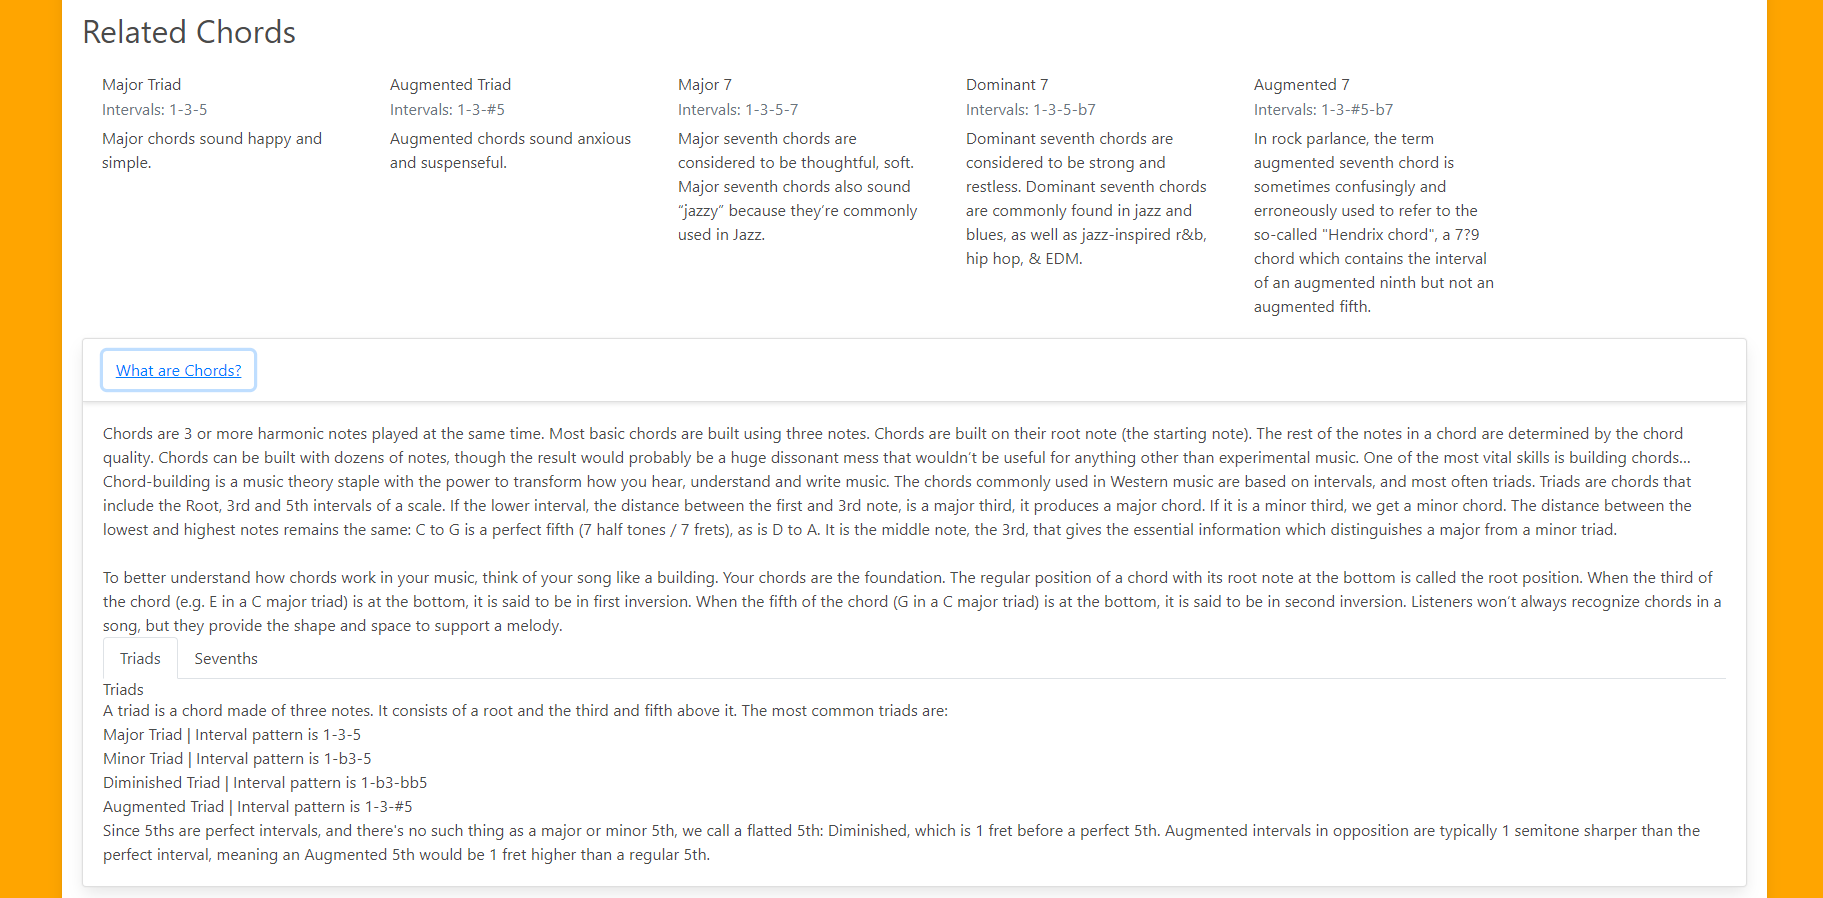 Related Chords
Major Triad
Intervals: 1-3-5
Major chords sound happy and
simple.
Augmented Triad
Intervals: 1-3-#5
Augmented chords sound anxious
and suspenseful.
Major 7
Intervals: 1-3-5-7
Major seventh chords are
considered to be thoughtful, soft.
Major seventh chords also sound
“jazzy” because they’re commonly
used in Jazz.
Dominant 7
Intervals: 1-3-5-b7
Dominant seventh chords are
considered to be strong and
restless. Dominant seventh chords
are commonly found in jazz and
blues, as well as jazz-inspired r&b,
hip hop, & EDM.
Augmented 7
Intervals: 1-3-#5-b7
In rock parlance, the term
augmented seventh chord is
sometimes confusingly and
erroneously used to refer to the
so-called "Hendrix chord", a 7?9
chord which contains the interval
of an augmented ninth but not an
augmented fifth.
What are Chords?
Chords are 3 or more harmonic notes played at the same time. Most basic chords are built using three notes. Chords are built on their root note (the starting note). The rest of the notes in a chord are determined by the chord
quality. Chords can be built with dozens of notes, though the result would probably be a huge dissonant mess that wouldn’t be useful for anything other than experimental music. One of the most vital skills is building chords...
Chord-building is a music theory staple with the power to transform how you hear, understand and write music. The chords commonly used in Western music are based on intervals, and most often triads. Triads are chords that
include the Root, 3rd and 5th intervals of a scale. If the lower interval, the distance between the first and 3rd note, is a major third, it produces a major chord. If it is a minor third, we get a minor chord. The distance between the
lowest and highest notes remains the same: C to G is a perfect fifth (7 half tones / 7 frets), as is D to A. It is the middle note, the 3rd, that gives the essential information which distinguishes a major from a minor triad.
To better understand how chords work in your music, think of your song like a building. Your chords are the foundation. The regular position of a chord with its root note at the bottom is called the root position. When the third of
the chord (e.g. E in a C major triad) is at the bottom, it is said to be in first inversion. When the fifth of the chord (G in a C major triad) is at the bottom, it is said to be in second inversion. Listeners won’t always recognize chords in a
song, but they provide the shape and space to support a melody.
Triads
Sevenths
Triads
A triad is a chord made of three notes. It consists of a root and the third and fifth above it. The most common triads are:
Major Triad | Interval pattern is 1-3-5
Minor Triad | Interval pattern is 1-b3-5
Diminished Triad | Interval pattern is 1-b3-bb5
Augmented Triad | Interval pattern is 1-3-#5
Since 5ths are perfect intervals, and there's no such thing as a major or minor 5th, we call a flatted 5th: Diminished, which is 1 fret before a perfect 5th. Augmented intervals in opposition are typically 1 semitone sharper than the
perfect interval, meaning an Augmented 5th would be 1 fret higher than a regular 5th.